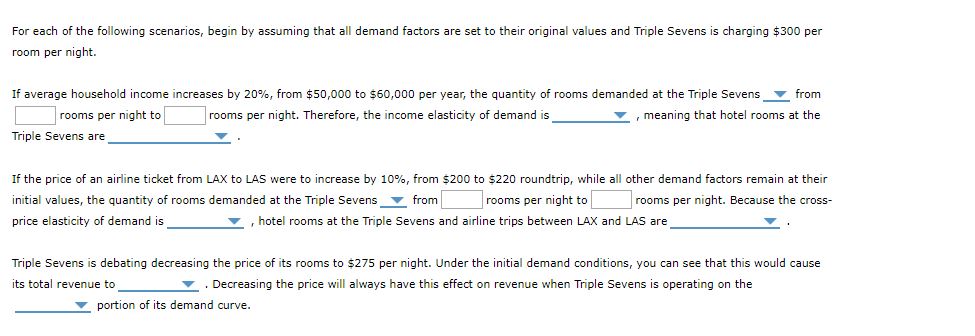 For each of the following scenarios, begin by assuming that all demand factors are set to their original values and Triple Sevens is charging $300 per
room per night.
If average household income increases by 20%, from $50,000 to $60,000 per year, the quantity of rooms demanded at the Triple Sevens from
rooms per night to rooms per night. Therefore, the income elasticity of demand is , meaning that hotel rooms at the
Triple Sevens are .
If the price of an airline ticket from LAX to LAS were to increase by 10%, from $200 to $220 roundtrip, while all other demand factors remain at their
initial values, the quantity of rooms demanded at the Triple Sevens from rooms per night to rooms per night. Because the cross-
price elasticity of demand is , hotel rooms at the Triple Sevens and airline trips between LAX and LAS are .
Triple Sevens is debating decreasing the price of its rooms to $275 per night. Under the initial demand conditions, you can see that this would cause
its total revenue to . Decreasing the price will always have this effect on revenue when Triple Sevens is operating on the
portion of its demand curve.